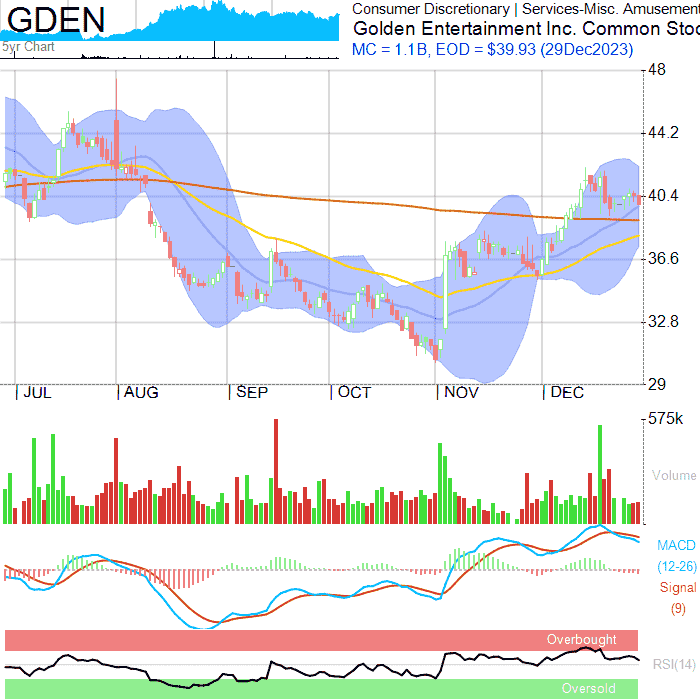 GDEN
5yr Chart
Consumer Discretionary | Services-Misc. Amusement
Golden Entertainment Inc. Common Stoc
MC = 1.1B, EOD = $39.93 (29Dec2023)
48
44.2
40.4
36.6
32.8
29
JUL AUG SEP OCT NOV DEC
575k
Volume
MACD
(12-26)
Signal
(9)
Overbought
RSI(14)
Oversold